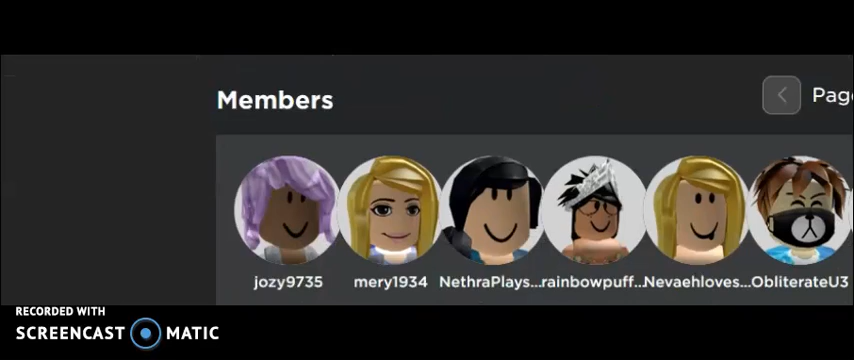 Members
Page
jozy9735
mery1934
NethraPlays...
rainbowpuff...
Nevaehloves...
ObliterateU3
RECORDED WITH
SCREENCAST MATIC